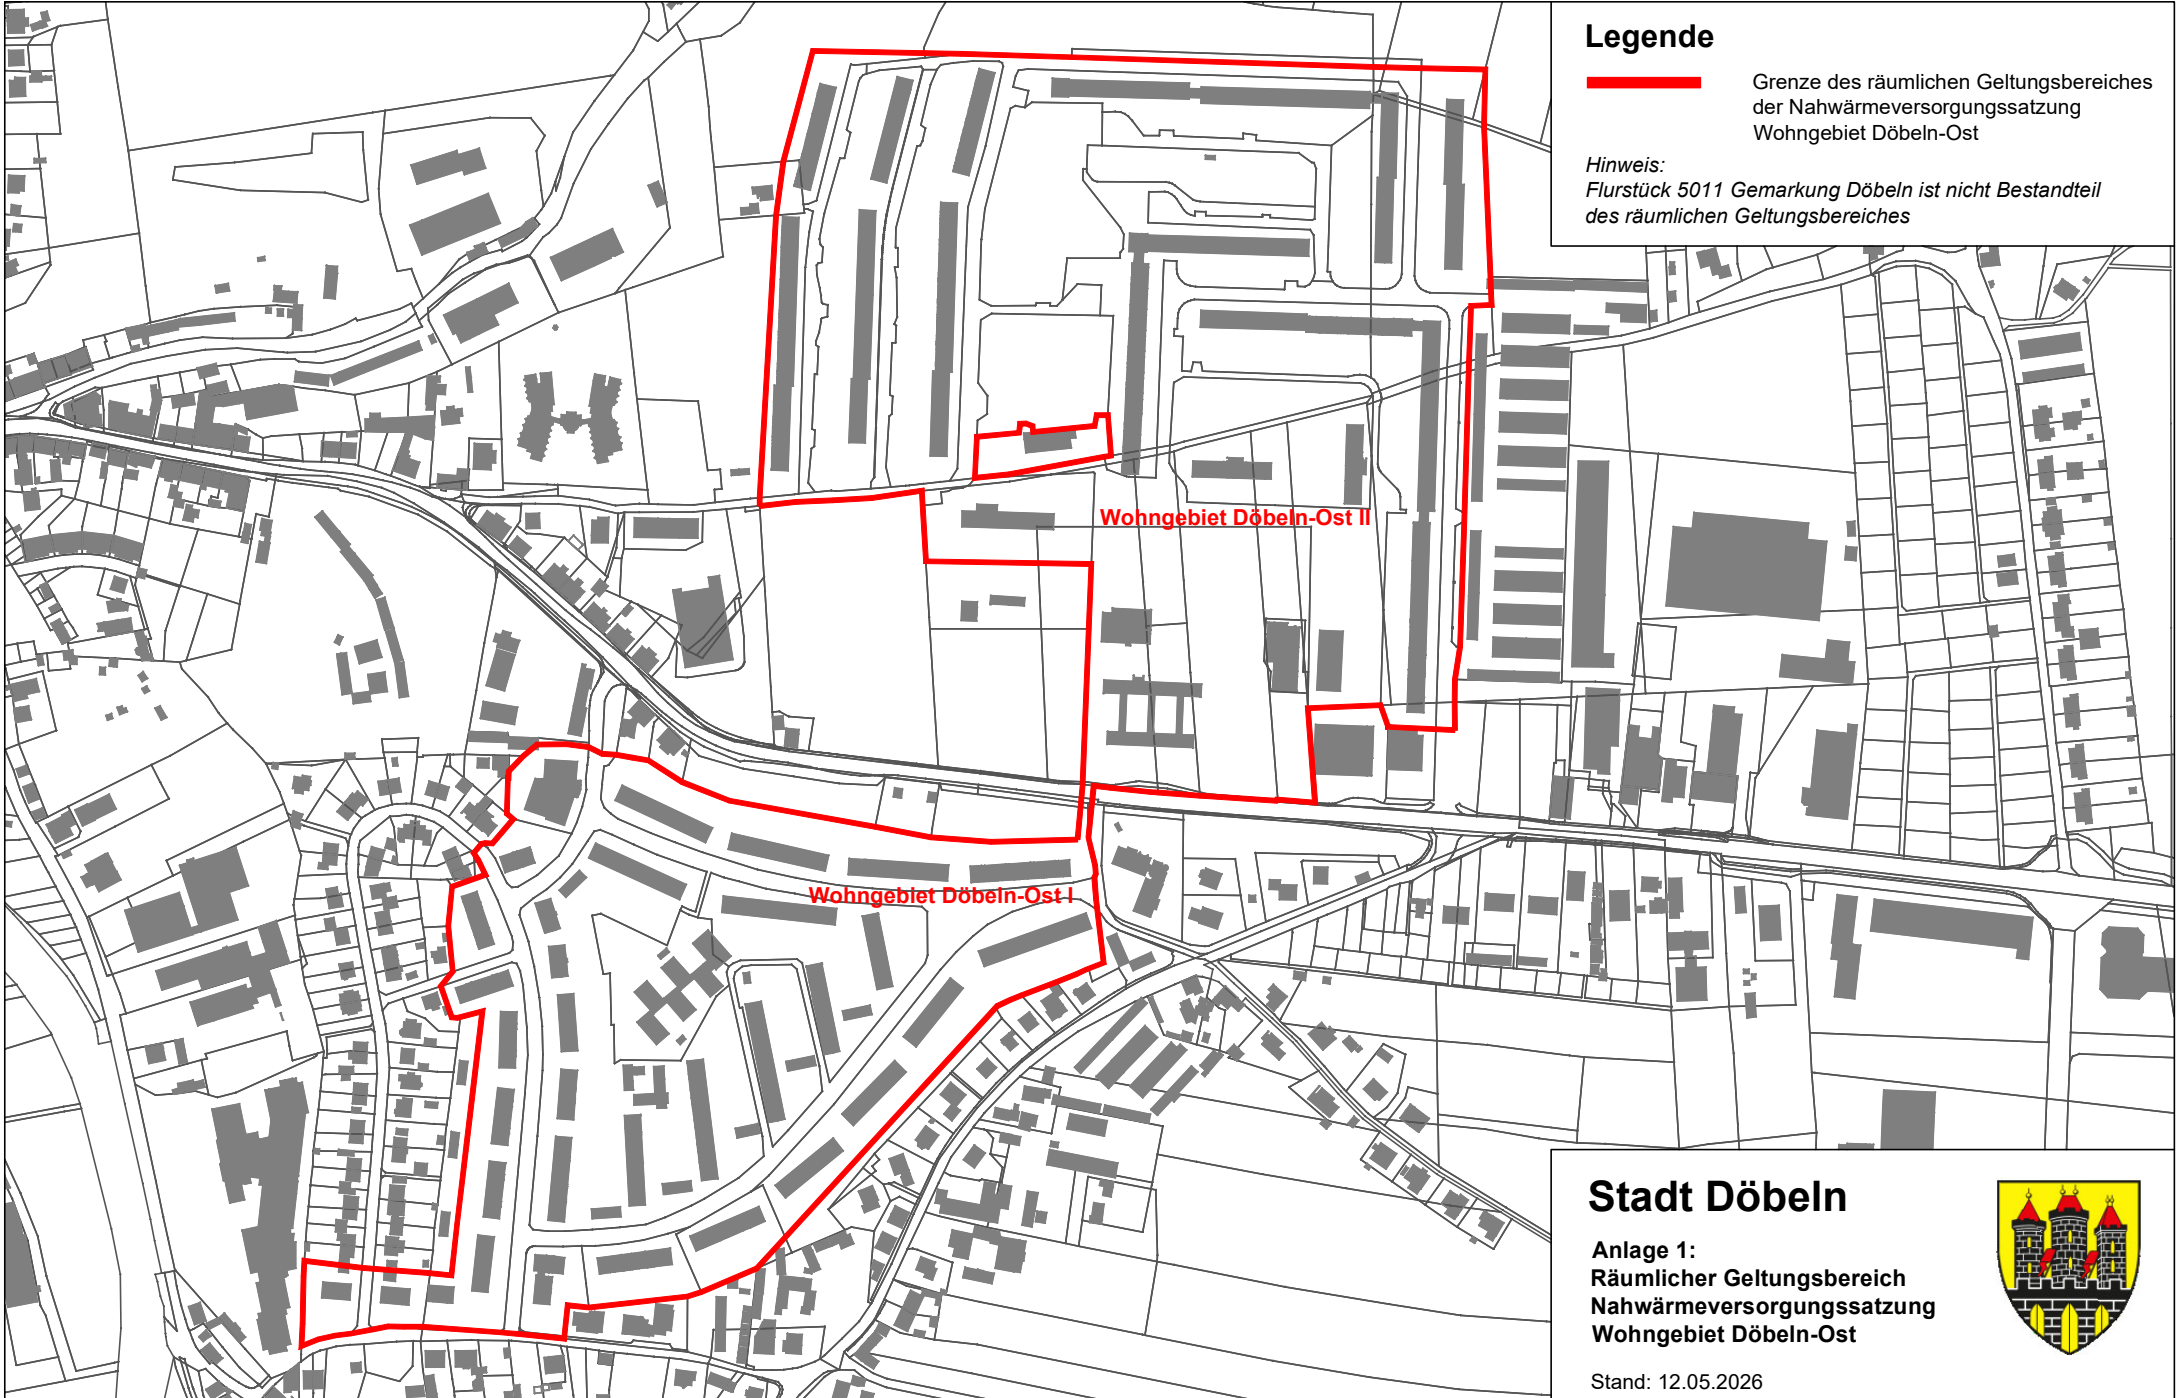 Legende
Grenze des räumlichen Geltungsbereiches
der Nahwärmeversorgungssatzung
Wohngebiet Döbeln-Ost
Hinweis:
Flurstück 5011 Gemarkung Döbeln ist nicht Bestandteil
des räumlichen Geltungsbereiches
Wohngebiet Döbeln-Ost II
Wohngebiet Döbeln-Ost I
Stadt Döbeln
Anlage 1:
Räumlicher Geltungsbereich
Nahwärmeversorgungssatzung
Wohngebiet Döbeln-Ost
Stand: 12.05.2026